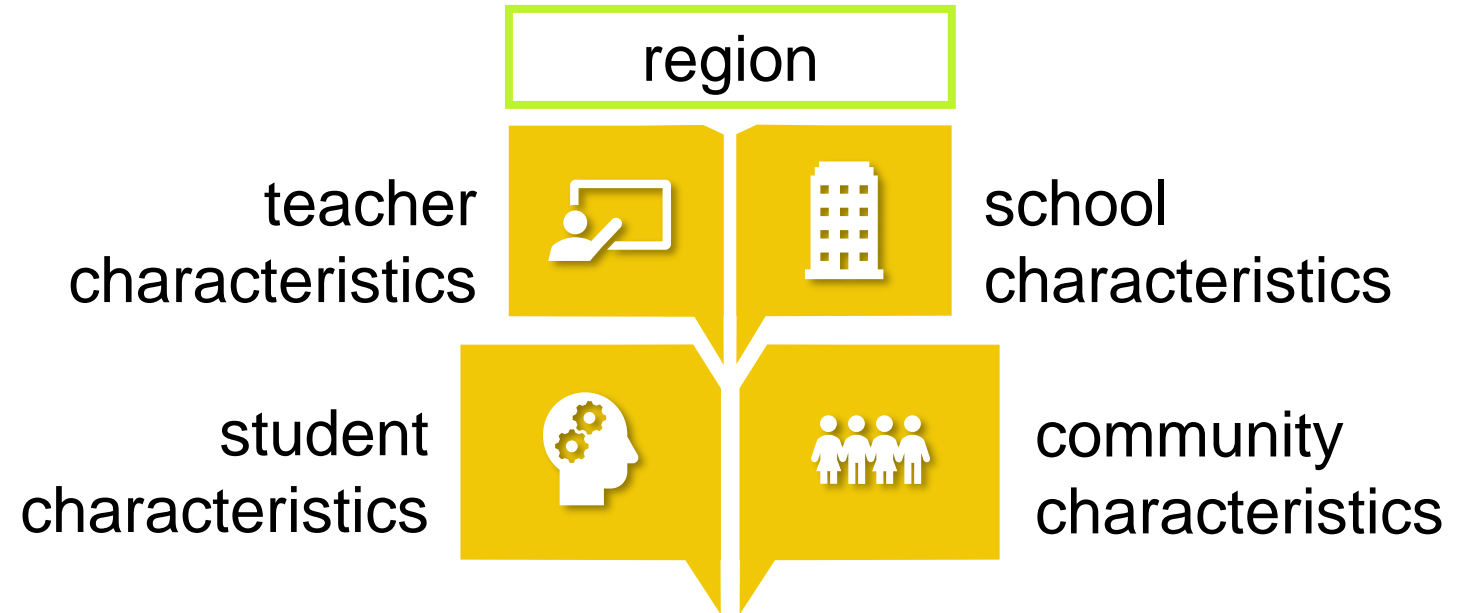 region
teacher
characteristics
school
characteristics
student
characteristics
community
characteristics